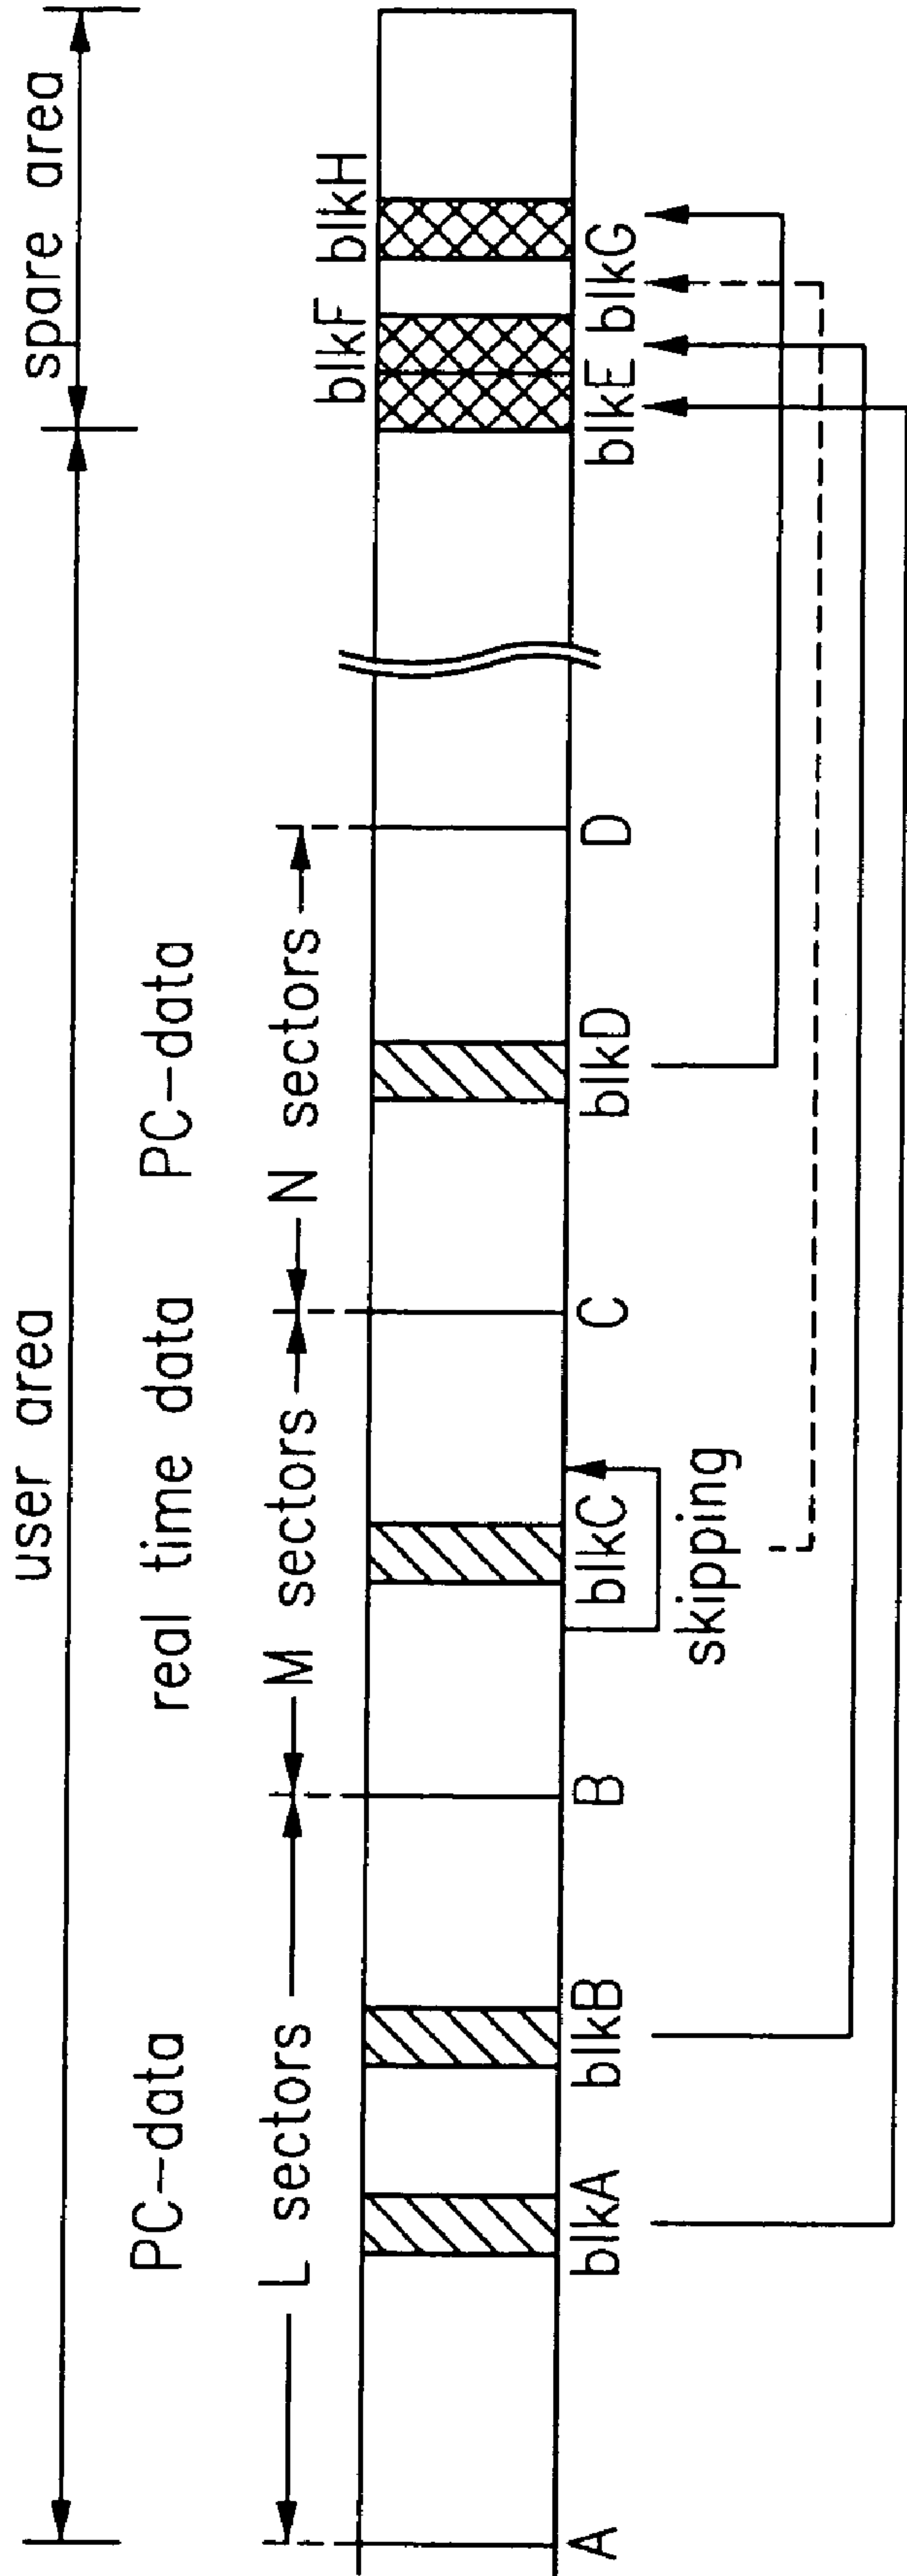 user area
spare area
PC-data
real time data
PC-data
L sectors
M sectors
N sectors
blkF
blkH
A
blkA
blkB
B
blkC
C
blkD
D
blkE
blkG
skipping